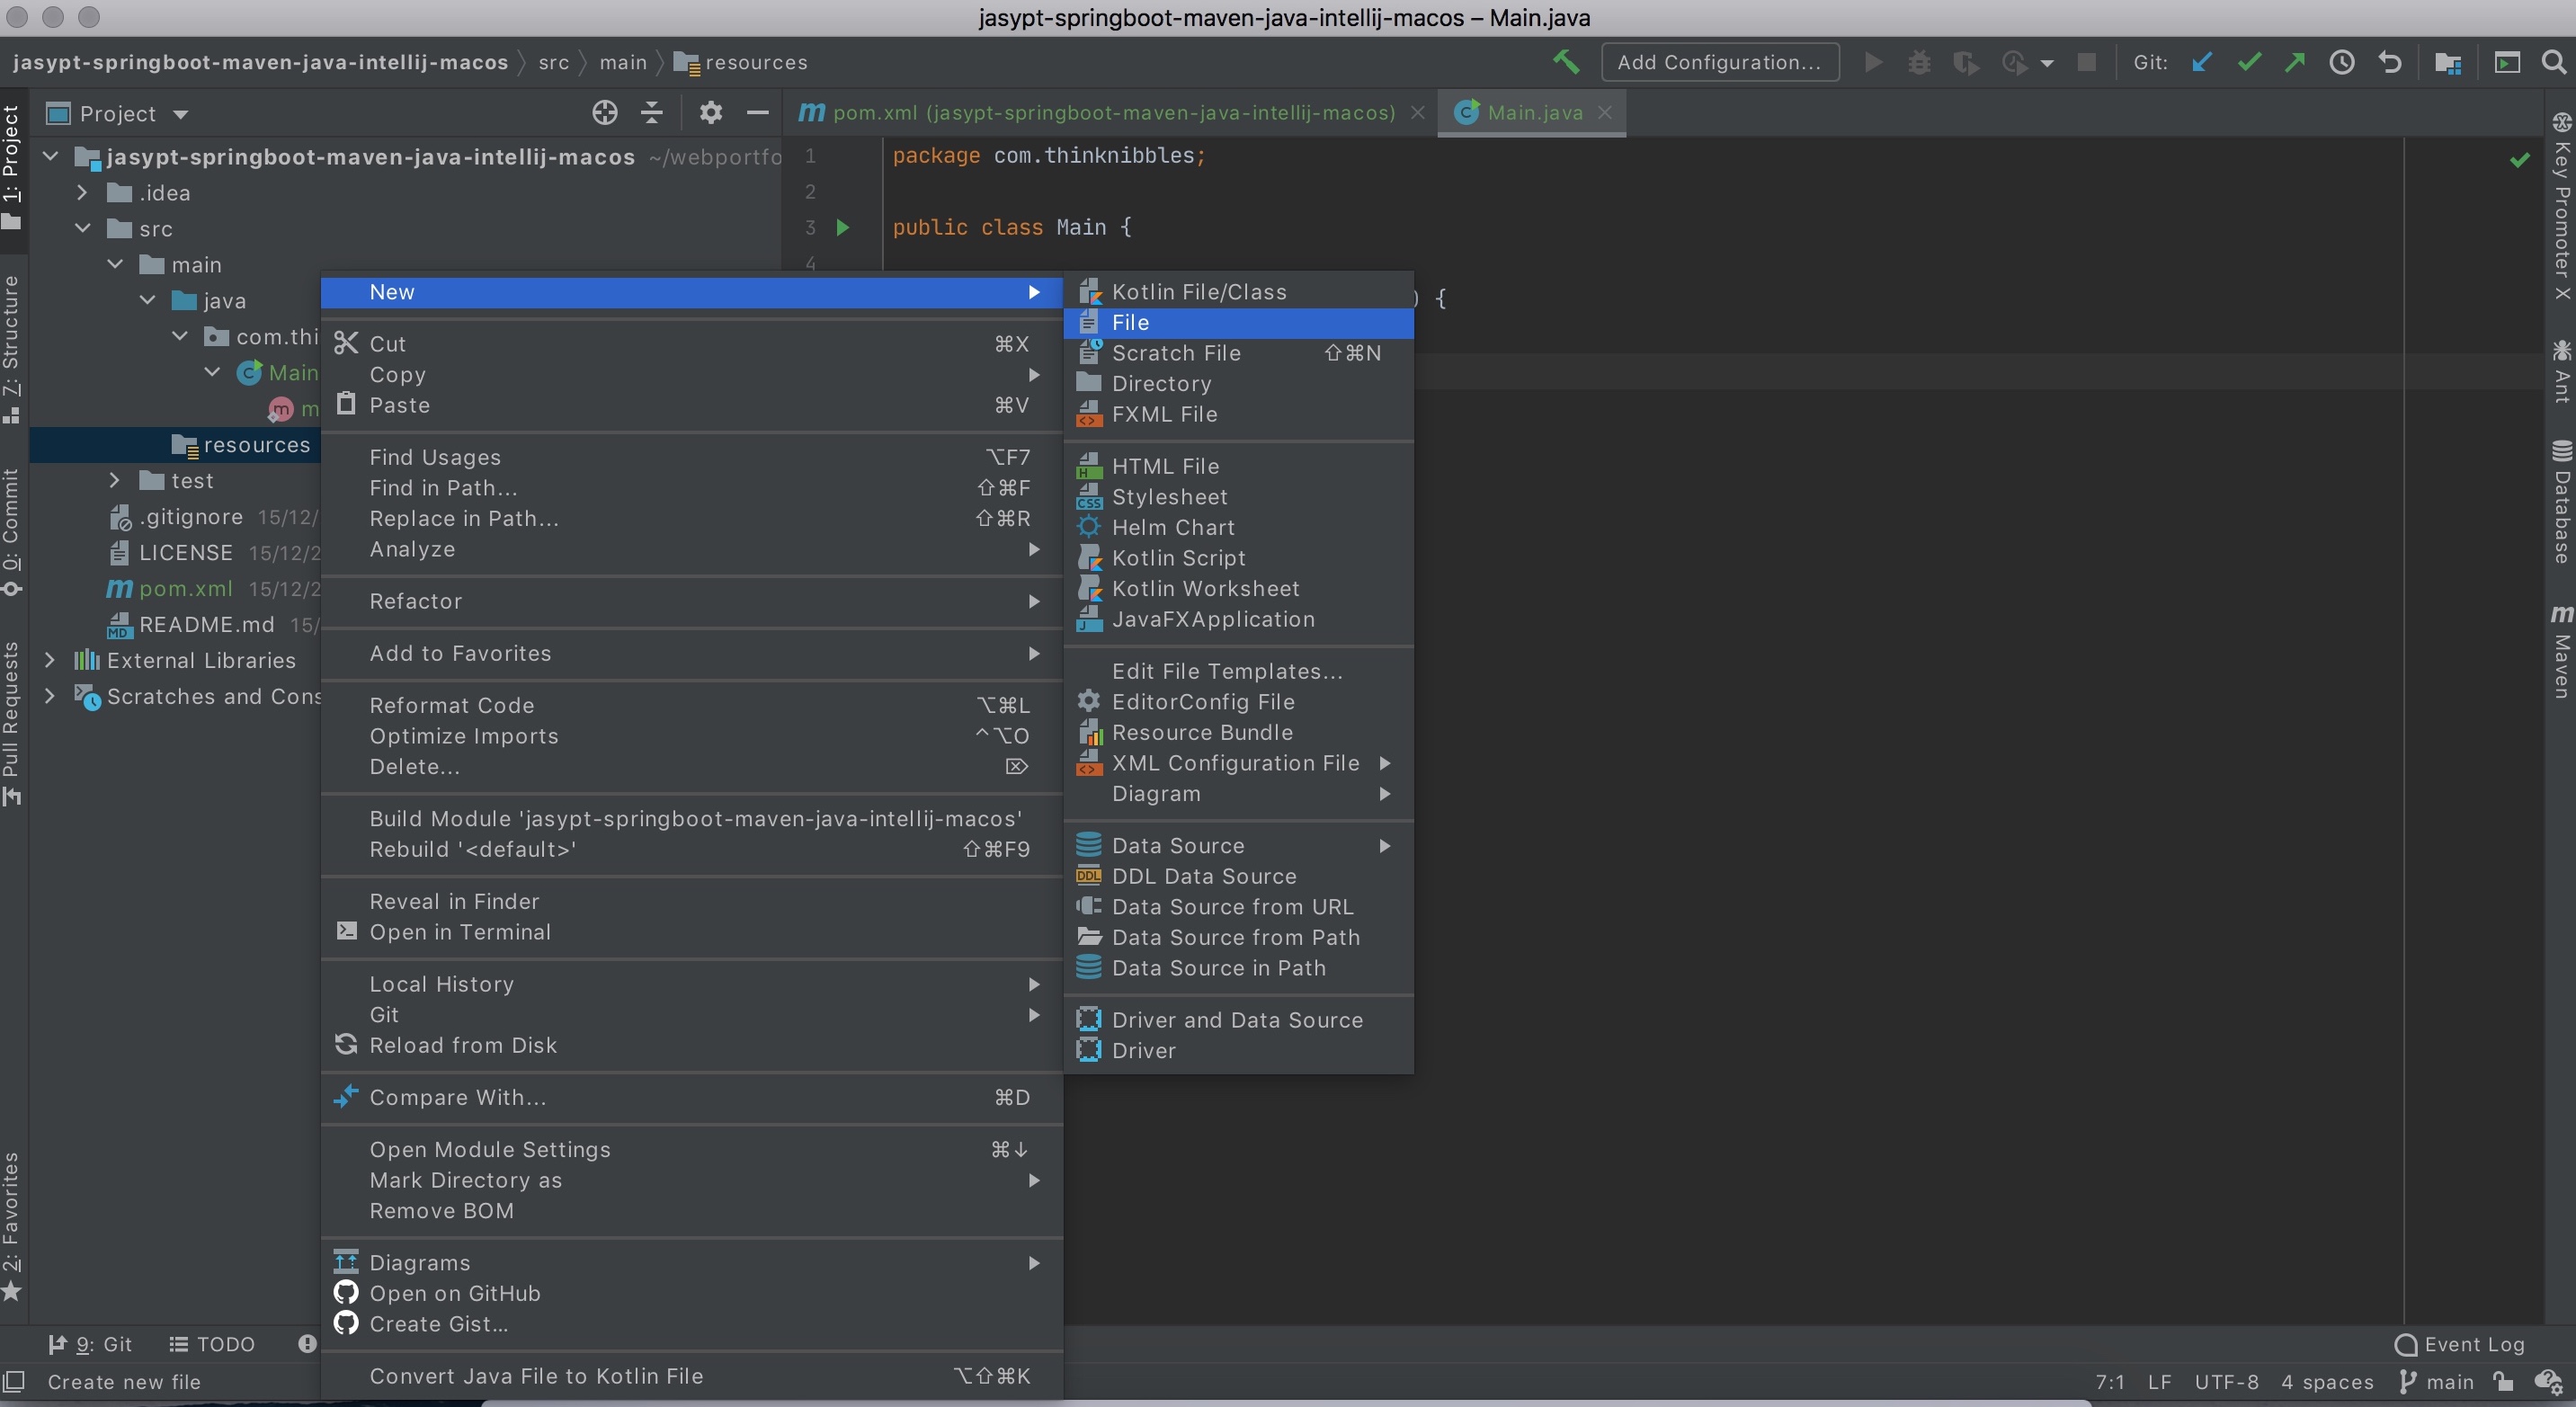 jasypt-springboot-maven-java-intellij-macos – Main.java
jasypt-springboot-maven-java-intellij-macos src main resources
Add Configuration...
Git:
Project
pom.xml (jasypt-springboot-maven-java-intellij-macos)
Main.java
1: Project
7: Structure
0: Commit
Pull Requests
2: Favorites
jasypt-springboot-maven-java-intellij-macos ~/webportfo
.idea
src
main
java
com.thi
Main
m
resources
test
.gitignore 15/12/
LICENSE 15/12/2
pom.xml 15/12/2
README.md 15/
External Libraries
Scratches and Cons
1 package com.thinknibbles;
2
3 public class Main {
4
) {
New
Cut ⌘X
Copy
Paste ⌘V
Find Usages ⌥F7
Find in Path... ⇧⌘F
Replace in Path... ⇧⌘R
Analyze
Refactor
Add to Favorites
Reformat Code ⌥⌘L
Optimize Imports ^⌥O
Delete... ⌦
Build Module 'jasypt-springboot-maven-java-intellij-macos'
Rebuild '<default>' ⇧⌘F9
Reveal in Finder
Open in Terminal
Local History
Git
Reload from Disk
Compare With... ⌘D
Open Module Settings ⌘↓
Mark Directory as
Remove BOM
Diagrams
Open on GitHub
Create Gist...
Convert Java File to Kotlin File ⌥⇧⌘K
Kotlin File/Class
File
Scratch File ⇧⌘N
Directory
FXML File
HTML File
Stylesheet
Helm Chart
Kotlin Script
Kotlin Worksheet
JavaFXApplication
Edit File Templates...
EditorConfig File
Resource Bundle
XML Configuration File
Diagram
Data Source
DDL Data Source
Data Source from URL
Data Source from Path
Data Source in Path
Driver and Data Source
Driver
Key Promoter X
Ant
Database
Maven
9: Git
TODO
Event Log
Create new file
7:1 LF UTF-8 4 spaces main